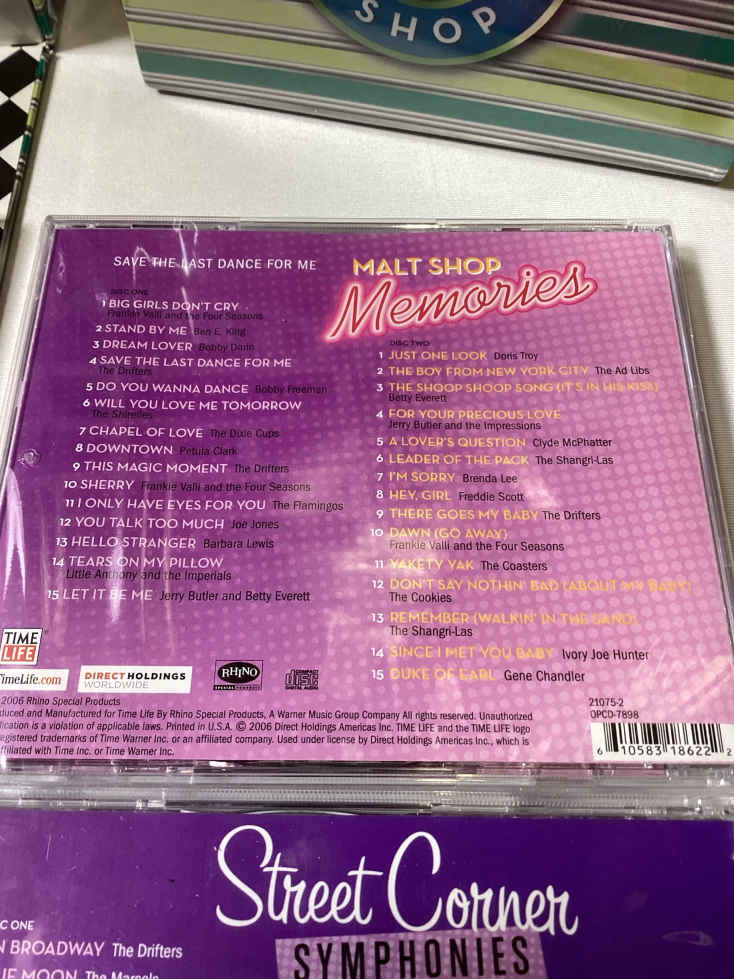 SHOP
SAVE THE LAST DANCE FOR ME
MALT SHOP
Memories
DISC ONE
1 BIG GIRLS DON'T CRY
Frankie Valli and the Four Seasons
2 STAND BY ME Ben E. King
3 DREAM LOVER Bobby Darin
4 SAVE THE LAST DANCE FOR ME
The Drifters
5 DO YOU WANNA DANCE Bobby Freeman
6 WILL YOU LOVE ME TOMORROW
The Shirelles
7 CHAPEL OF LOVE The Dixie Cups
8 DOWNTOWN Petula Clark
9 THIS MAGIC MOMENT The Drifters
10 SHERRY Frankie Valli and the Four Seasons
11 I ONLY HAVE EYES FOR YOU The Flamingos
12 YOU TALK TOO MUCH Joe Jones
13 HELLO STRANGER Barbara Lewis
14 TEARS ON MY PILLOW
Little Anthony and the Imperials
15 LET IT BE ME Jerry Butler and Betty Everett
DISC TWO
1 JUST ONE LOOK Doris Troy
2 THE BOY FROM NEW YORK CITY The Ad Libs
3 THE SHOOP SHOOP SONG (IT'S IN HIS KISS)
Betty Everett
4 FOR YOUR PRECIOUS LOVE
Jerry Butler and the Impressions
5 A LOVER'S QUESTION Clyde McPhatter
6 LEADER OF THE PACK The Shangri-Las
7 I'M SORRY Brenda Lee
8 HEY, GIRL Freddie Scott
9 THERE GOES MY BABY The Drifters
10 DAWN (GO AWAY)
Frankie Valli and the Four Seasons
11 YAKETY YAK The Coasters
12 DON'T SAY NOTHIN' BAD (ABOUT MY BABY)
The Cookies
13 REMEMBER (WALKIN' IN THE SAND)
The Shangri-Las
14 SINCE I MET YOU BABY Ivory Joe Hunter
15 DUKE OF EARL Gene Chandler
TIME
LIFE
TimeLife.com
DIRECT HOLDINGS
WORLDWIDE
RHINO
SPECIAL PRODUCTS
COMPACT
disc
DIGITAL AUDIO
2006 Rhino Special Products
duced and Manufactured for Time Life By Rhino Special Products, A Warner Music Group Company All rights reserved. Unauthorized
lication is a violation of applicable laws. Printed in U.S.A. © 2006 Direct Holdings Americas Inc. TIME LIFE and the TIME LIFE logo
egistered trademarks of Time Warner Inc. or an affiliated company. Used under license by Direct Holdings Americas Inc., which is
ffiliated with Time Inc. or Time Warner Inc.
21075-2
OPCD-7898
6 10583 18622 2
Street Corner
SYMPHONIES
C ONE
N BROADWAY The Drifters
UE MOON The Marcels